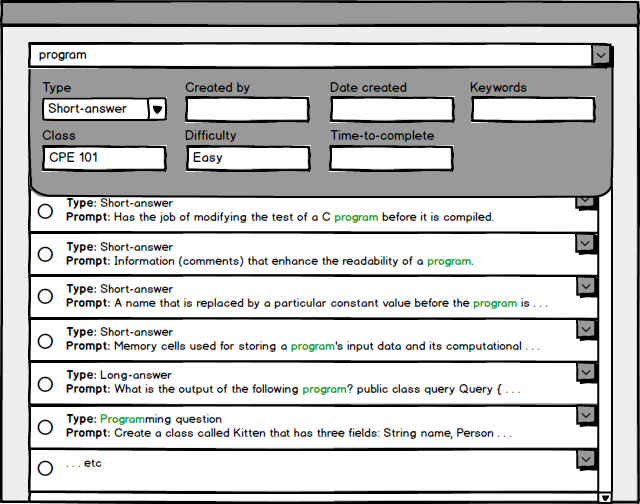 program
Type Created by Date created Keywords
Short-answer
Class Difficulty Time-to-complete
CPE 101 Easy
Type: Short-answer
Prompt: Has the job of modifying the test of a C program before it is compiled.
Type: Short-answer
Prompt: Information (comments) that enhance the readability of a program.
Type: Short-answer
Prompt: A name that is replaced by a particular constant value before the program is . . .
Type: Short-answer
Prompt: Memory cells used for storing a program's input data and its computational . . .
Type: Long-answer
Prompt: What is the output of the following program? public class query Query { . . .
Type: Programming question
Prompt: Create a class called Kitten that has three fields: String name, Person . . .
. . . etc